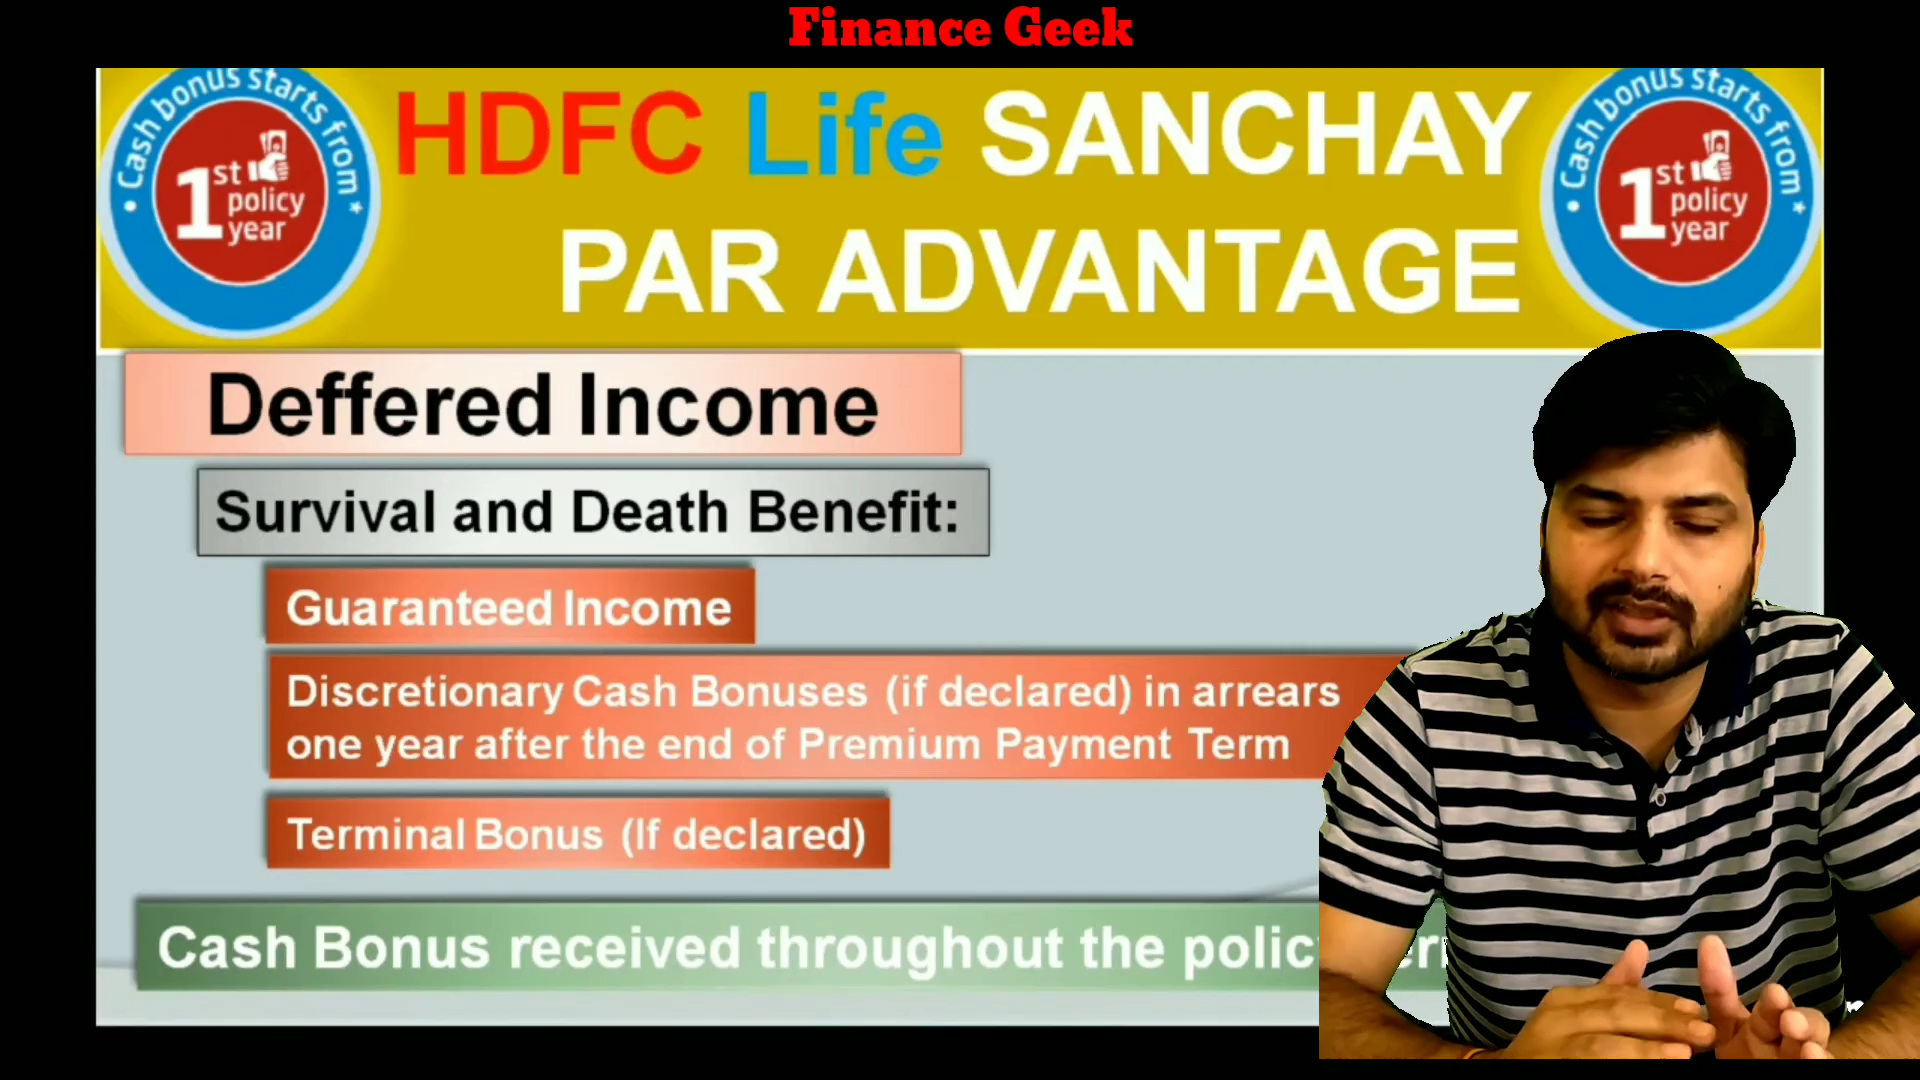 Finance Geek
• Cash bonus starts from *
1st
policy
year
HDFC Life SANCHAY
PAR ADVANTAGE
• Cash bonus starts from *
1st
policy
year
Deffered Income
Survival and Death Benefit:
Guaranteed Income
Discretionary Cash Bonuses (if declared) in arrears
one year after the end of Premium Payment Term
Terminal Bonus (If declared)
Cash Bonus received throughout the